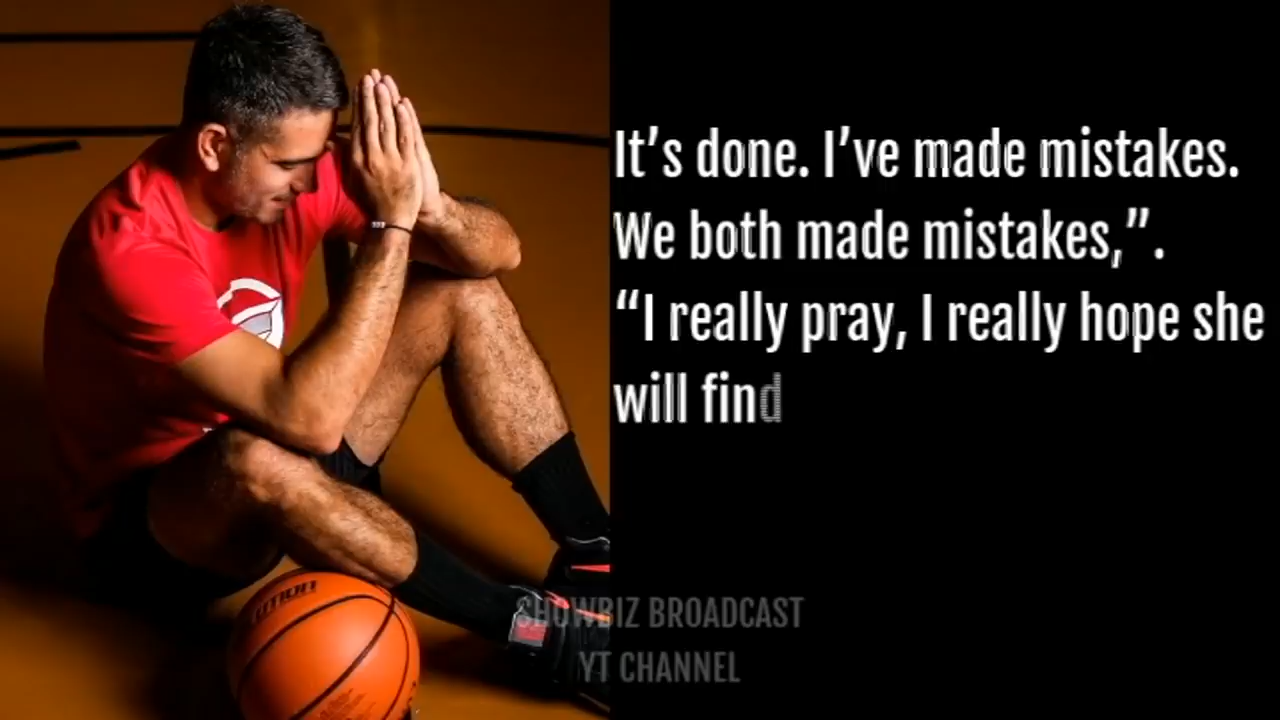 It’s done. I’ve made mistakes.
We both made mistakes,”.
“I really pray, I really hope she
will find
SHOWBIZ BROADCAST
YT CHANNEL